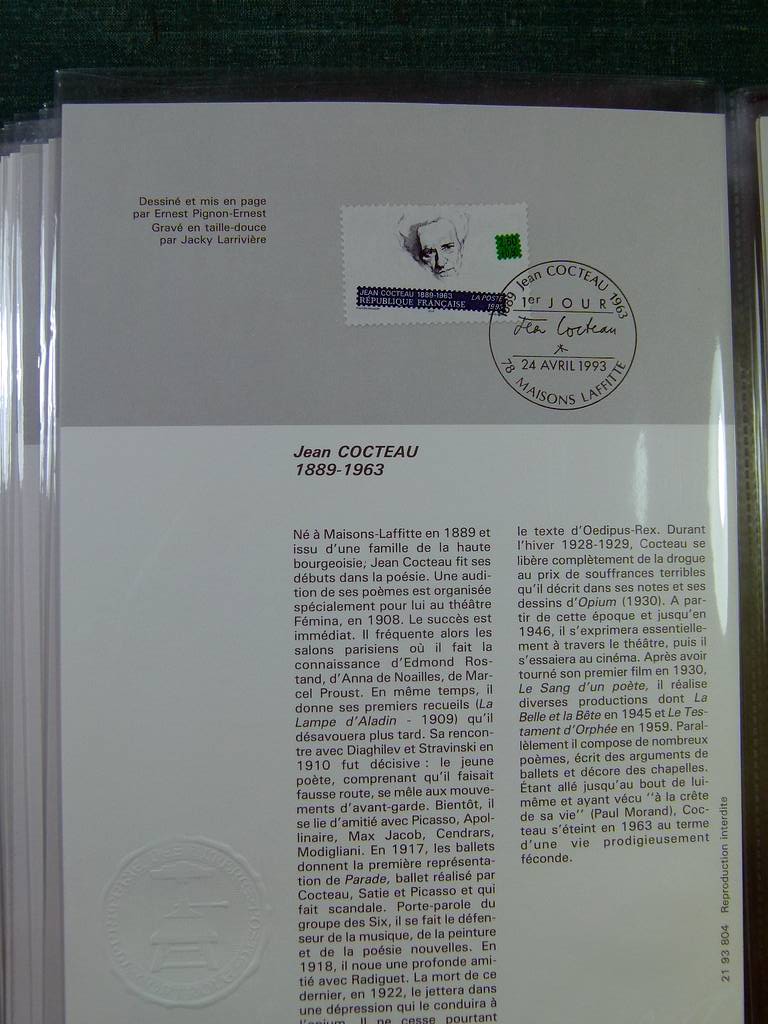 Dessiné et mis en page
par Ernest Pignon-Ernest
Gravé en taille-douce
par Jacky Larrivière
JEAN COCTEAU 1889-1963
RÉPUBLIQUE FRANÇAISE
LA POSTE
1993
1889 Jean COCTEAU 1963
1er JOUR
Jean Cocteau
24 AVRIL 1993
78 MAISONS LAFFITTE
Jean COCTEAU
1889-1963
Né à Maisons-Laffitte en 1889 et
issu d'une famille de la haute
bourgeoisie, Jean Cocteau fit ses
débuts dans la poésie. Une audi-
tion de ses poèmes est organisée
spécialement pour lui au théâtre
Fémina, en 1908. Le succès est
immédiat. Il fréquente alors les
salons parisiens où il fait la
connaissance d'Edmond Ros-
tand, d'Anna de Noailles, de Mar-
cel Proust. En même temps, il
donne ses premiers recueils (La
Lampe d'Aladin - 1909) qu'il
désavouera plus tard. Sa rencon-
tre avec Diaghilev et Stravinski en
1910 fut décisive : le jeune
poète, comprenant qu'il faisait
fausse route, se mêle aux mouve-
ments d'avant-garde. Bientôt, il
se lie d'amitié avec Picasso, Apol-
linaire, Max Jacob, Cendrars,
Modigliani. En 1917, les ballets
donnent la première représenta-
tion de Parade, ballet réalisé par
Cocteau, Satie et Picasso et qui
fait scandale. Porte-parole du
groupe des Six, il se fait le défen-
seur de la musique, de la peinture
et de la poésie nouvelles. En
1918, il noue une profonde ami-
tié avec Radiguet. La mort de ce
dernier, en 1922, le jettera dans
une dépression qui le conduira à
l'opium. Il ne cesse pourtant
le texte d'Oedipus-Rex. Durant
l'hiver 1928-1929, Cocteau se
libère complètement de la drogue
au prix de souffrances terribles
qu'il décrit dans ses notes et ses
dessins d'Opium (1930). A par-
tir de cette époque et jusqu'en
1946, il s'exprimera essentielle-
ment à travers le théâtre, puis il
s'essaiera au cinéma. Après avoir
tourné son premier film en 1930,
Le Sang d'un poète, il réalise
diverses productions dont La
Belle et la Bête en 1945 et Le Tes-
tament d'Orphée en 1959. Paral-
lèlement il compose de nombreux
poèmes, écrit des arguments de
ballets et décore des chapelles.
Étant allé jusqu'au bout de lui-
même et ayant vécu ''à la crête
de sa vie'' (Paul Morand), Coc-
teau s'éteint en 1963 au terme
d'une vie prodigieusement
féconde.
21 93 804 Reproduction interdite